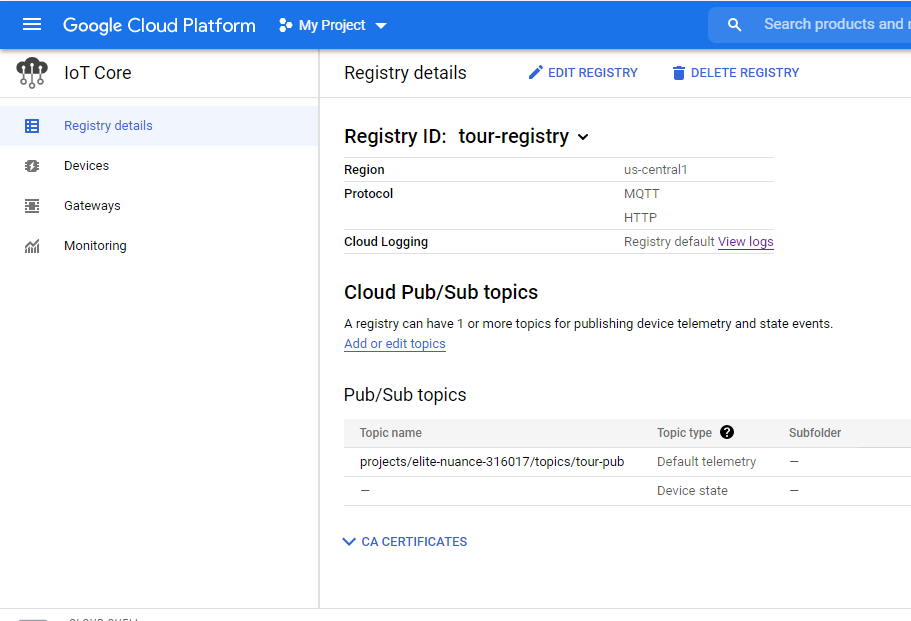 Google Cloud Platform My Project Search products and
IoT Core
Registry details EDIT REGISTRY DELETE REGISTRY
Registry details
Devices
Gateways
Monitoring
Registry ID: tour-registry
Region us-central1
Protocol MQTT
HTTP
Cloud Logging Registry default View logs
Cloud Pub/Sub topics
A registry can have 1 or more topics for publishing device telemetry and state events.
Add or edit topics
Pub/Sub topics
Topic name Topic type ? Subfolder
projects/elite-nuance-316017/topics/tour-pub Default telemetry —
— Device state —
CA CERTIFICATES
CLOUD SHELL